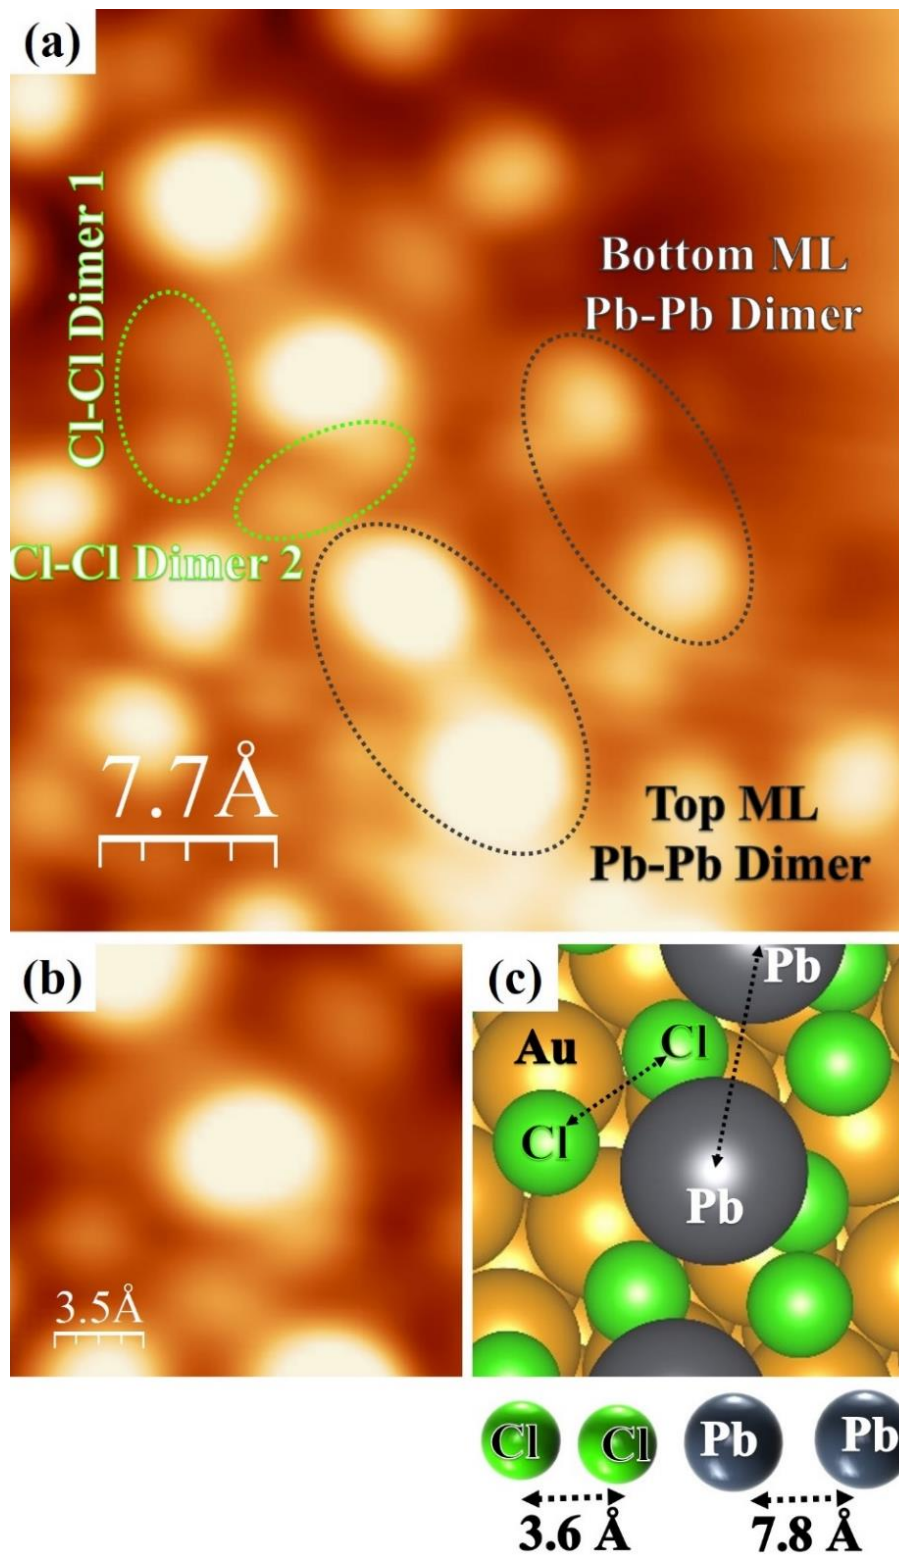 (a)
Cl-Cl Dimer 1
Bottom ML
Pb-Pb Dimer
Cl-Cl Dimer 2
7.7Å
Top ML
Pb-Pb Dimer
(b)
3.5Å
(c)
Pb
Au
Cl
Cl
Pb
Cl
Cl
Pb
Pb
3.6 Å
7.8 Å